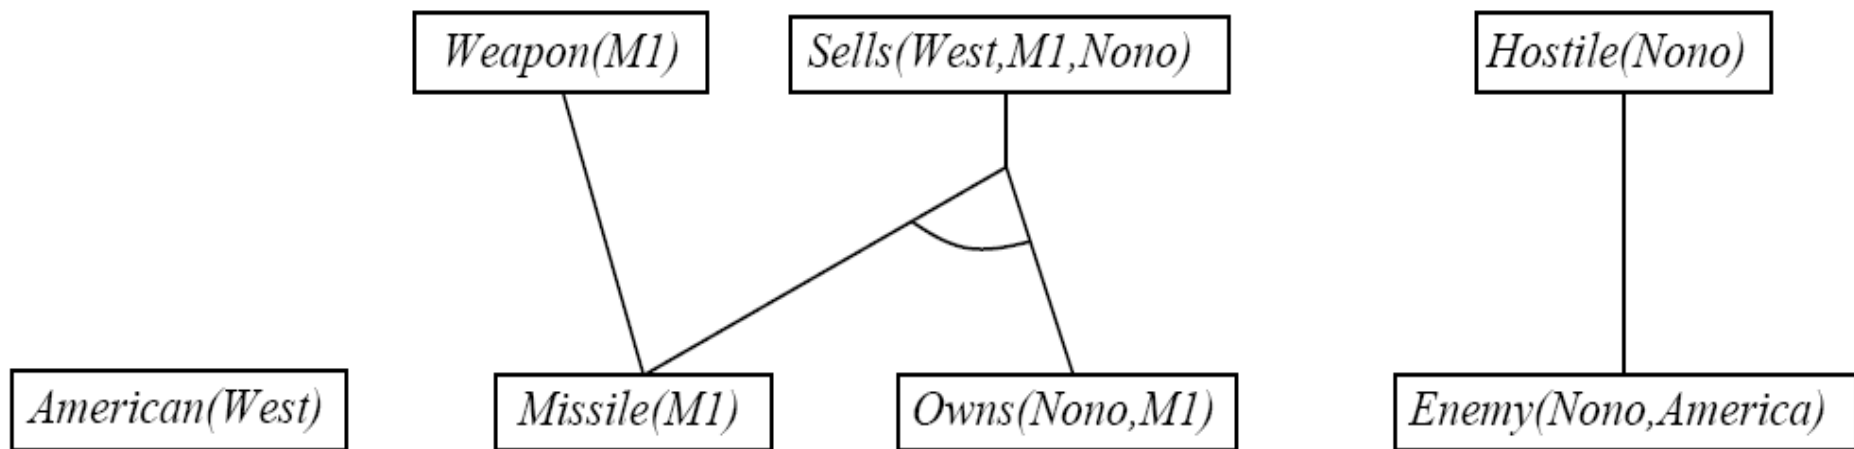 Weapon(M1)
Sells(West,M1,Nono)
Hostile(Nono)
American(West)
Missile(M1)
Owns(Nono,M1)
Enemy(Nono,America)